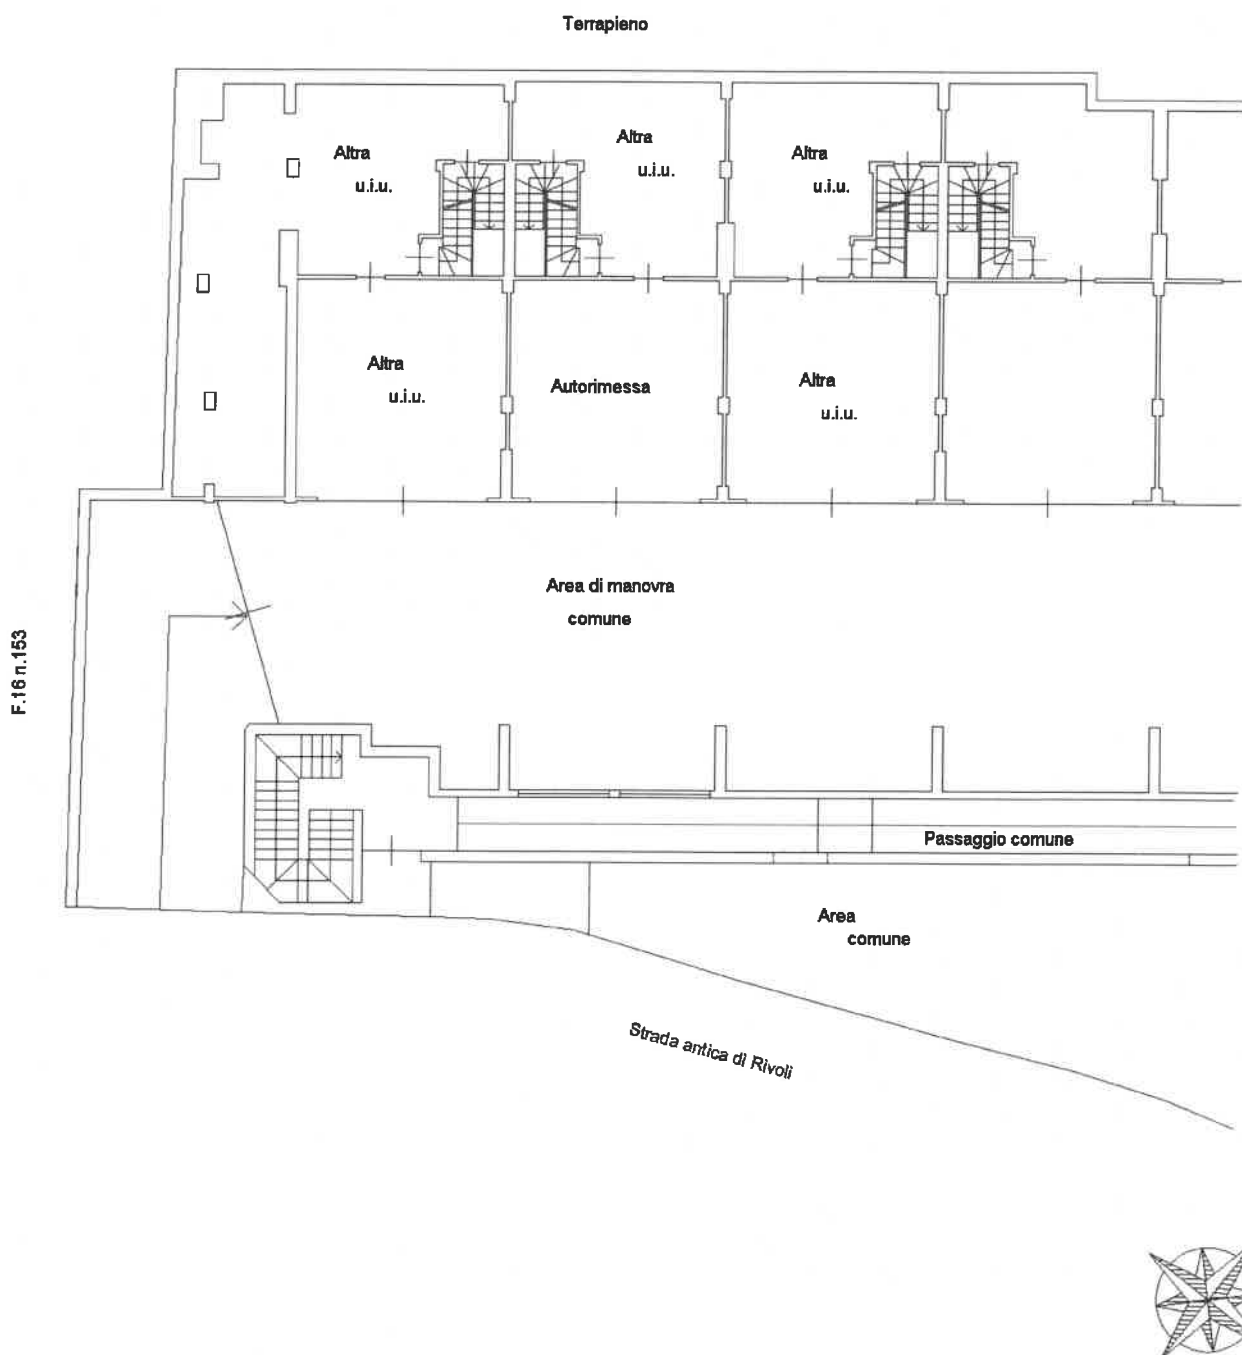 Terrapieno
Altra
u.i.u.
Altra
u.i.u.
Altra
u.i.u.
Altra
u.i.u.
Autorimessa
Altra
u.i.u.
Area di manovra
comune
F.16 n.153
Passaggio comune
Area
comune
Strada antica di Rivoli